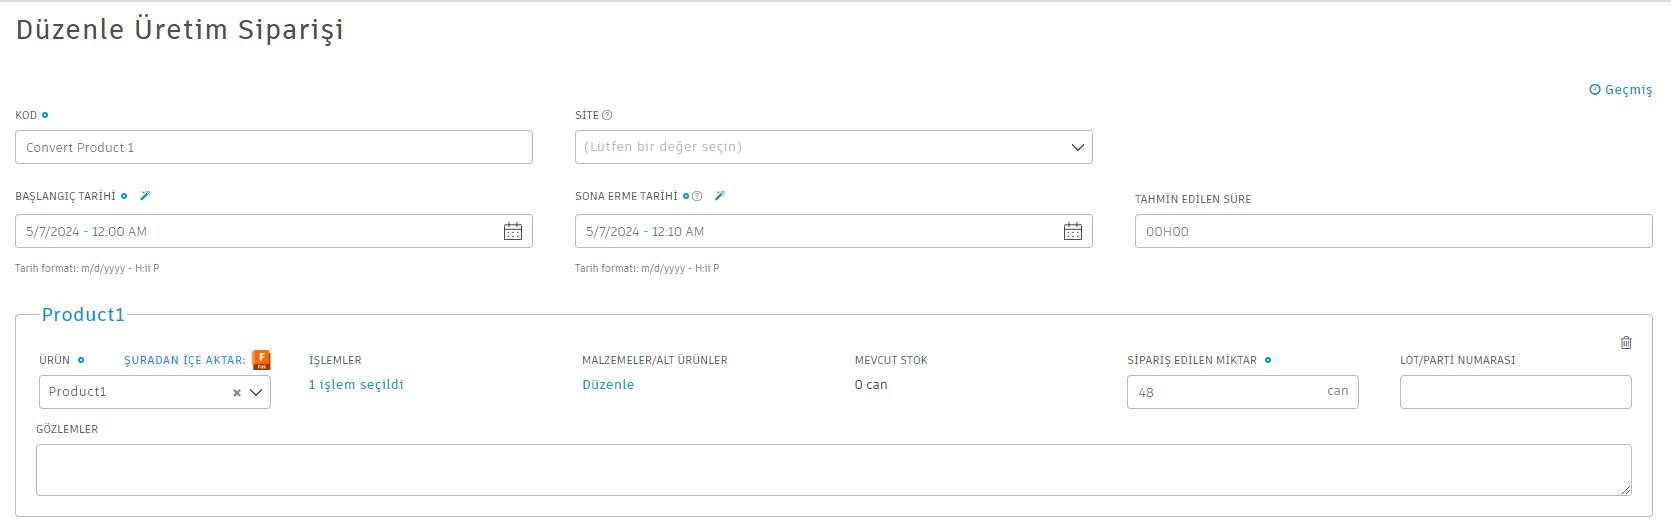 Düzenle Üretim Siparişi
Geçmiş
KOD
SİTE
Convert Product 1
(Lütfen bir değer seçin)
BAŞLANGIÇ TARİHİ
SONA ERME TARİHİ
TAHMİN EDİLEN SÜRE
5/7/2024 - 12:00 AM
5/7/2024 - 12:10 AM
00H00
Tarih formatı: m/d/yyyy - H:ii P
Tarih formatı: m/d/yyyy - H:ii P
Product1
ÜRÜN
ŞURADAN İÇE AKTAR:
F
FUS
İŞLEMLER
MALZEMELER/ALT ÜRÜNLER
MEVCUT STOK
SİPARİŞ EDİLEN MİKTAR
LOT/PARTİ NUMARASI
Product1
1 işlem seçildi
Düzenle
0 can
48
can
GÖZLEMLER